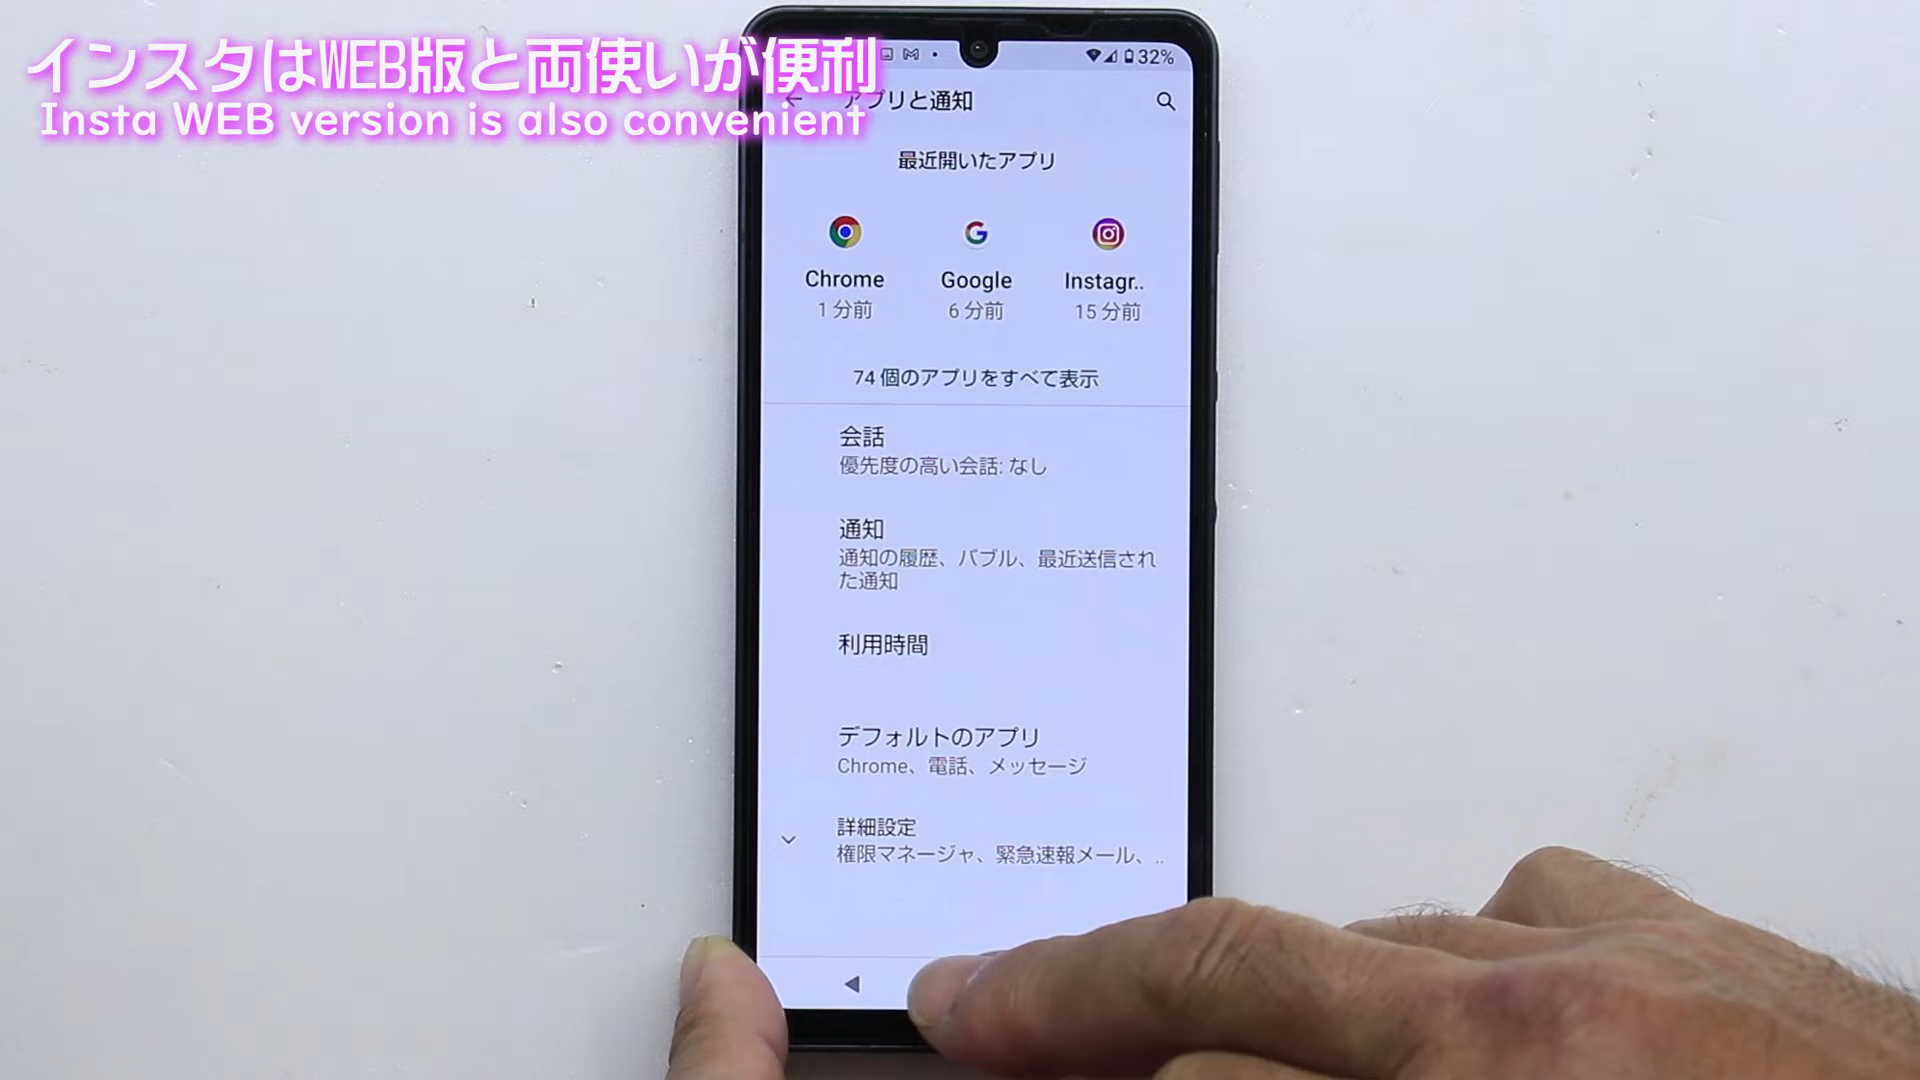 インスタはWEB版と両使いが便利
Insta WEB version is also convenient
32%
アプリと通知
最近開いたアプリ
Chrome
Google
Instagr..
1 分前
6 分前
15 分前
74 個のアプリをすべて表示
会話
優先度の高い会話: なし
通知
通知の履歴、バブル、最近送信され
た通知
利用時間
デフォルトのアプリ
Chrome、電話、メッセージ
詳細設定
権限マネージャ、緊急速報メール、..